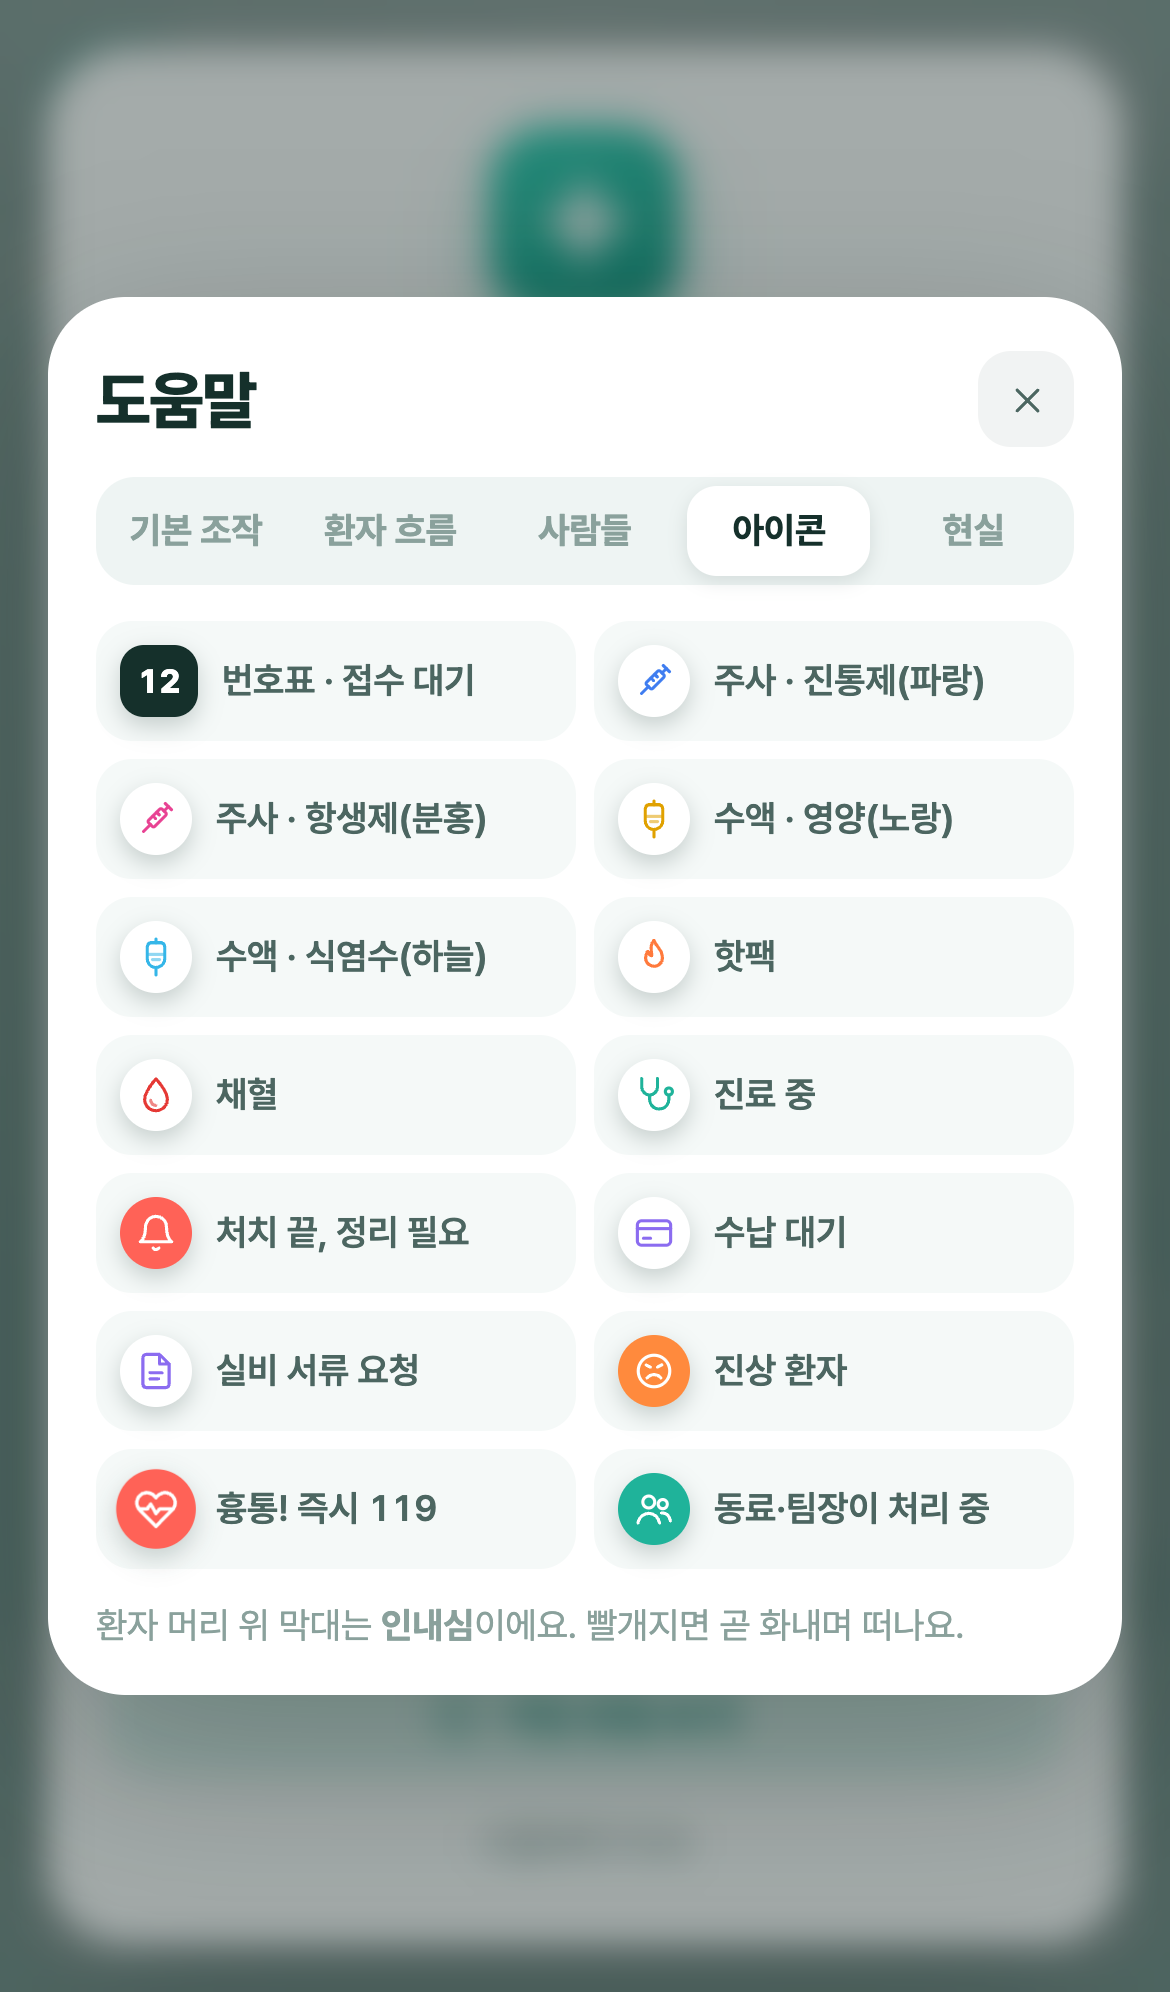 도움말
기본 조작 환자 흐름 사람들 아이콘 현실
12 번호표 · 접수 대기
주사 · 진통제(파랑)
주사 · 항생제(분홍)
수액 · 영양(노랑)
수액 · 식염수(하늘)
핫팩
채혈
진료 중
처치 끝, 정리 필요
수납 대기
실비 서류 요청
진상 환자
흉통! 즉시 119
동료·팀장이 처리 중
환자 머리 위 막대는 인내심이에요. 빨개지면 곧 화내며 떠나요.